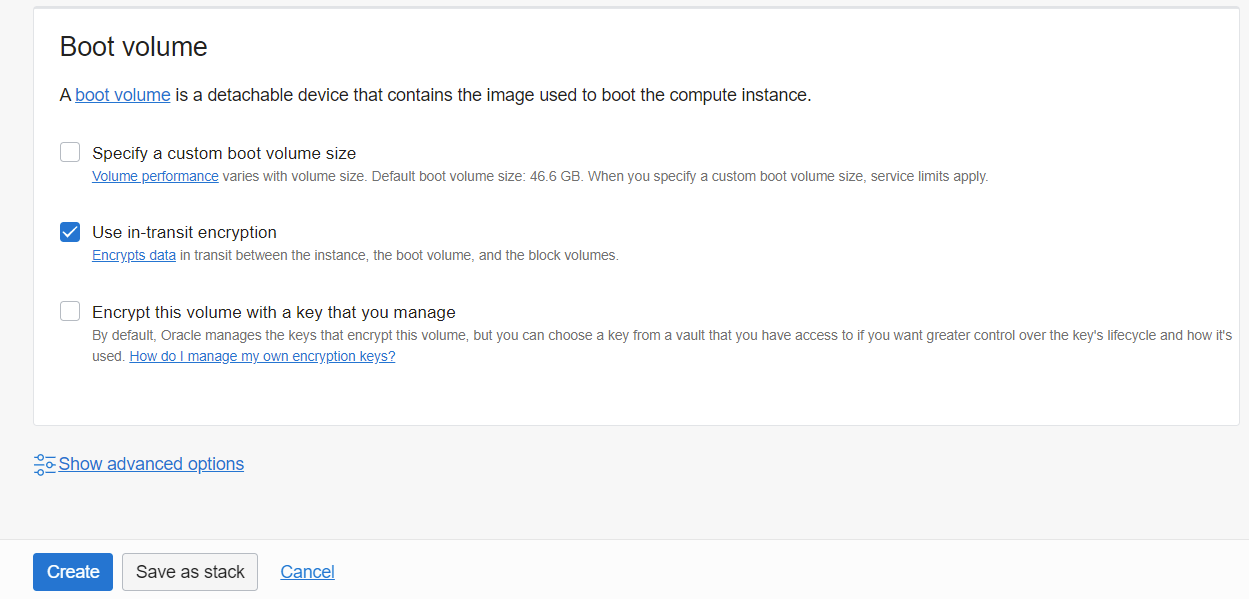 Boot volume
A boot volume is a detachable device that contains the image used to boot the compute instance.
Specify a custom boot volume size
Volume performance varies with volume size. Default boot volume size: 46.6 GB. When you specify a custom boot volume size, service limits apply.
Use in-transit encryption
Encrypts data in transit between the instance, the boot volume, and the block volumes.
Encrypt this volume with a key that you manage
By default, Oracle manages the keys that encrypt this volume, but you can choose a key from a vault that you have access to if you want greater control over the key's lifecycle and how it's
used. How do I manage my own encryption keys?
Show advanced options
Create Save as stack Cancel